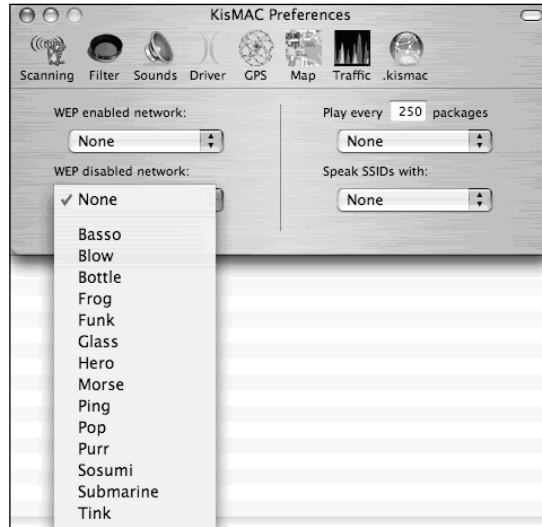 KisMAC Preferences
Scanning Filter Sounds Driver GPS Map Traffic .kismac
WEP enabled network:
None
WEP disabled network:
✓ None
Basso
Blow
Bottle
Frog
Funk
Glass
Hero
Morse
Ping
Pop
Purr
Sosumi
Submarine
Tink
Play every 250 packages
None
Speak SSIDs with:
None